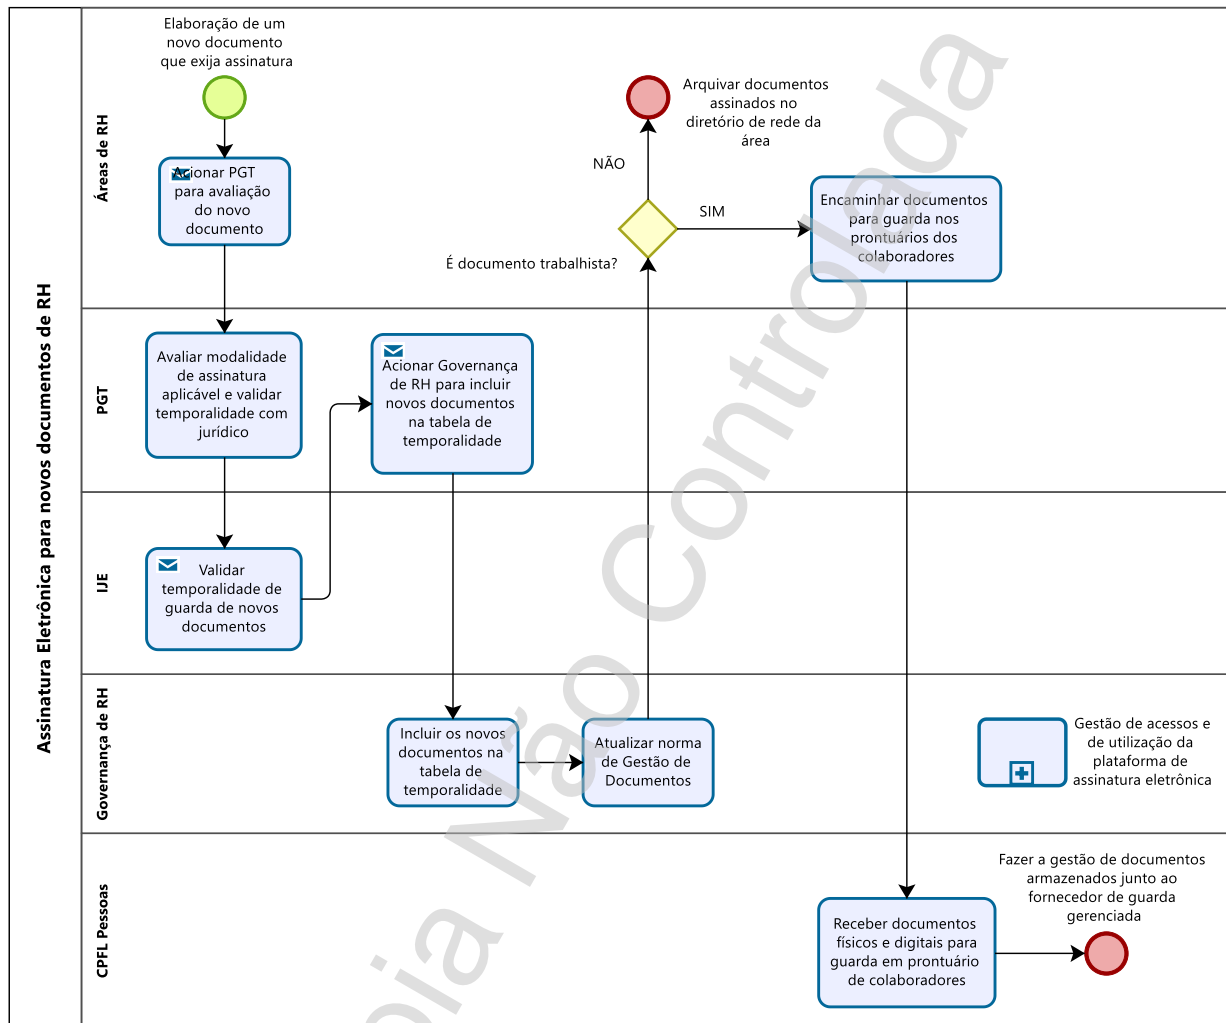 Assinatura Eletrônica para novos documentos de RH
Áreas de RH
Elaboração de um
novo documento
que exija assinatura
Acionar PGT
para avaliação
do novo
documento
Arquivar documentos
assinados no
diretório de rede da
área
NÃO
SIM
É documento trabalhista?
Encaminhar documentos
para guarda nos
prontuários dos
colaboradores
PGT
Avaliar modalidade
de assinatura
aplicável e validar
temporalidade com
jurídico
Acionar Governança
de RH para incluir
novos documentos
na tabela de
temporalidade
IJE
Validar
temporalidade de
guarda de novos
documentos
Governança de RH
Incluir os novos
documentos na
tabela de
temporalidade
Atualizar norma
de Gestão de
Documentos
Gestão de acessos e
de utilização da
plataforma de
assinatura eletrônica
CPFL Pessoas
Receber documentos
físicos e digitais para
guarda em prontuário
de colaboradores
Fazer a gestão de documentos
armazenados junto ao
fornecedor de guarda
gerenciada
Não Controlada